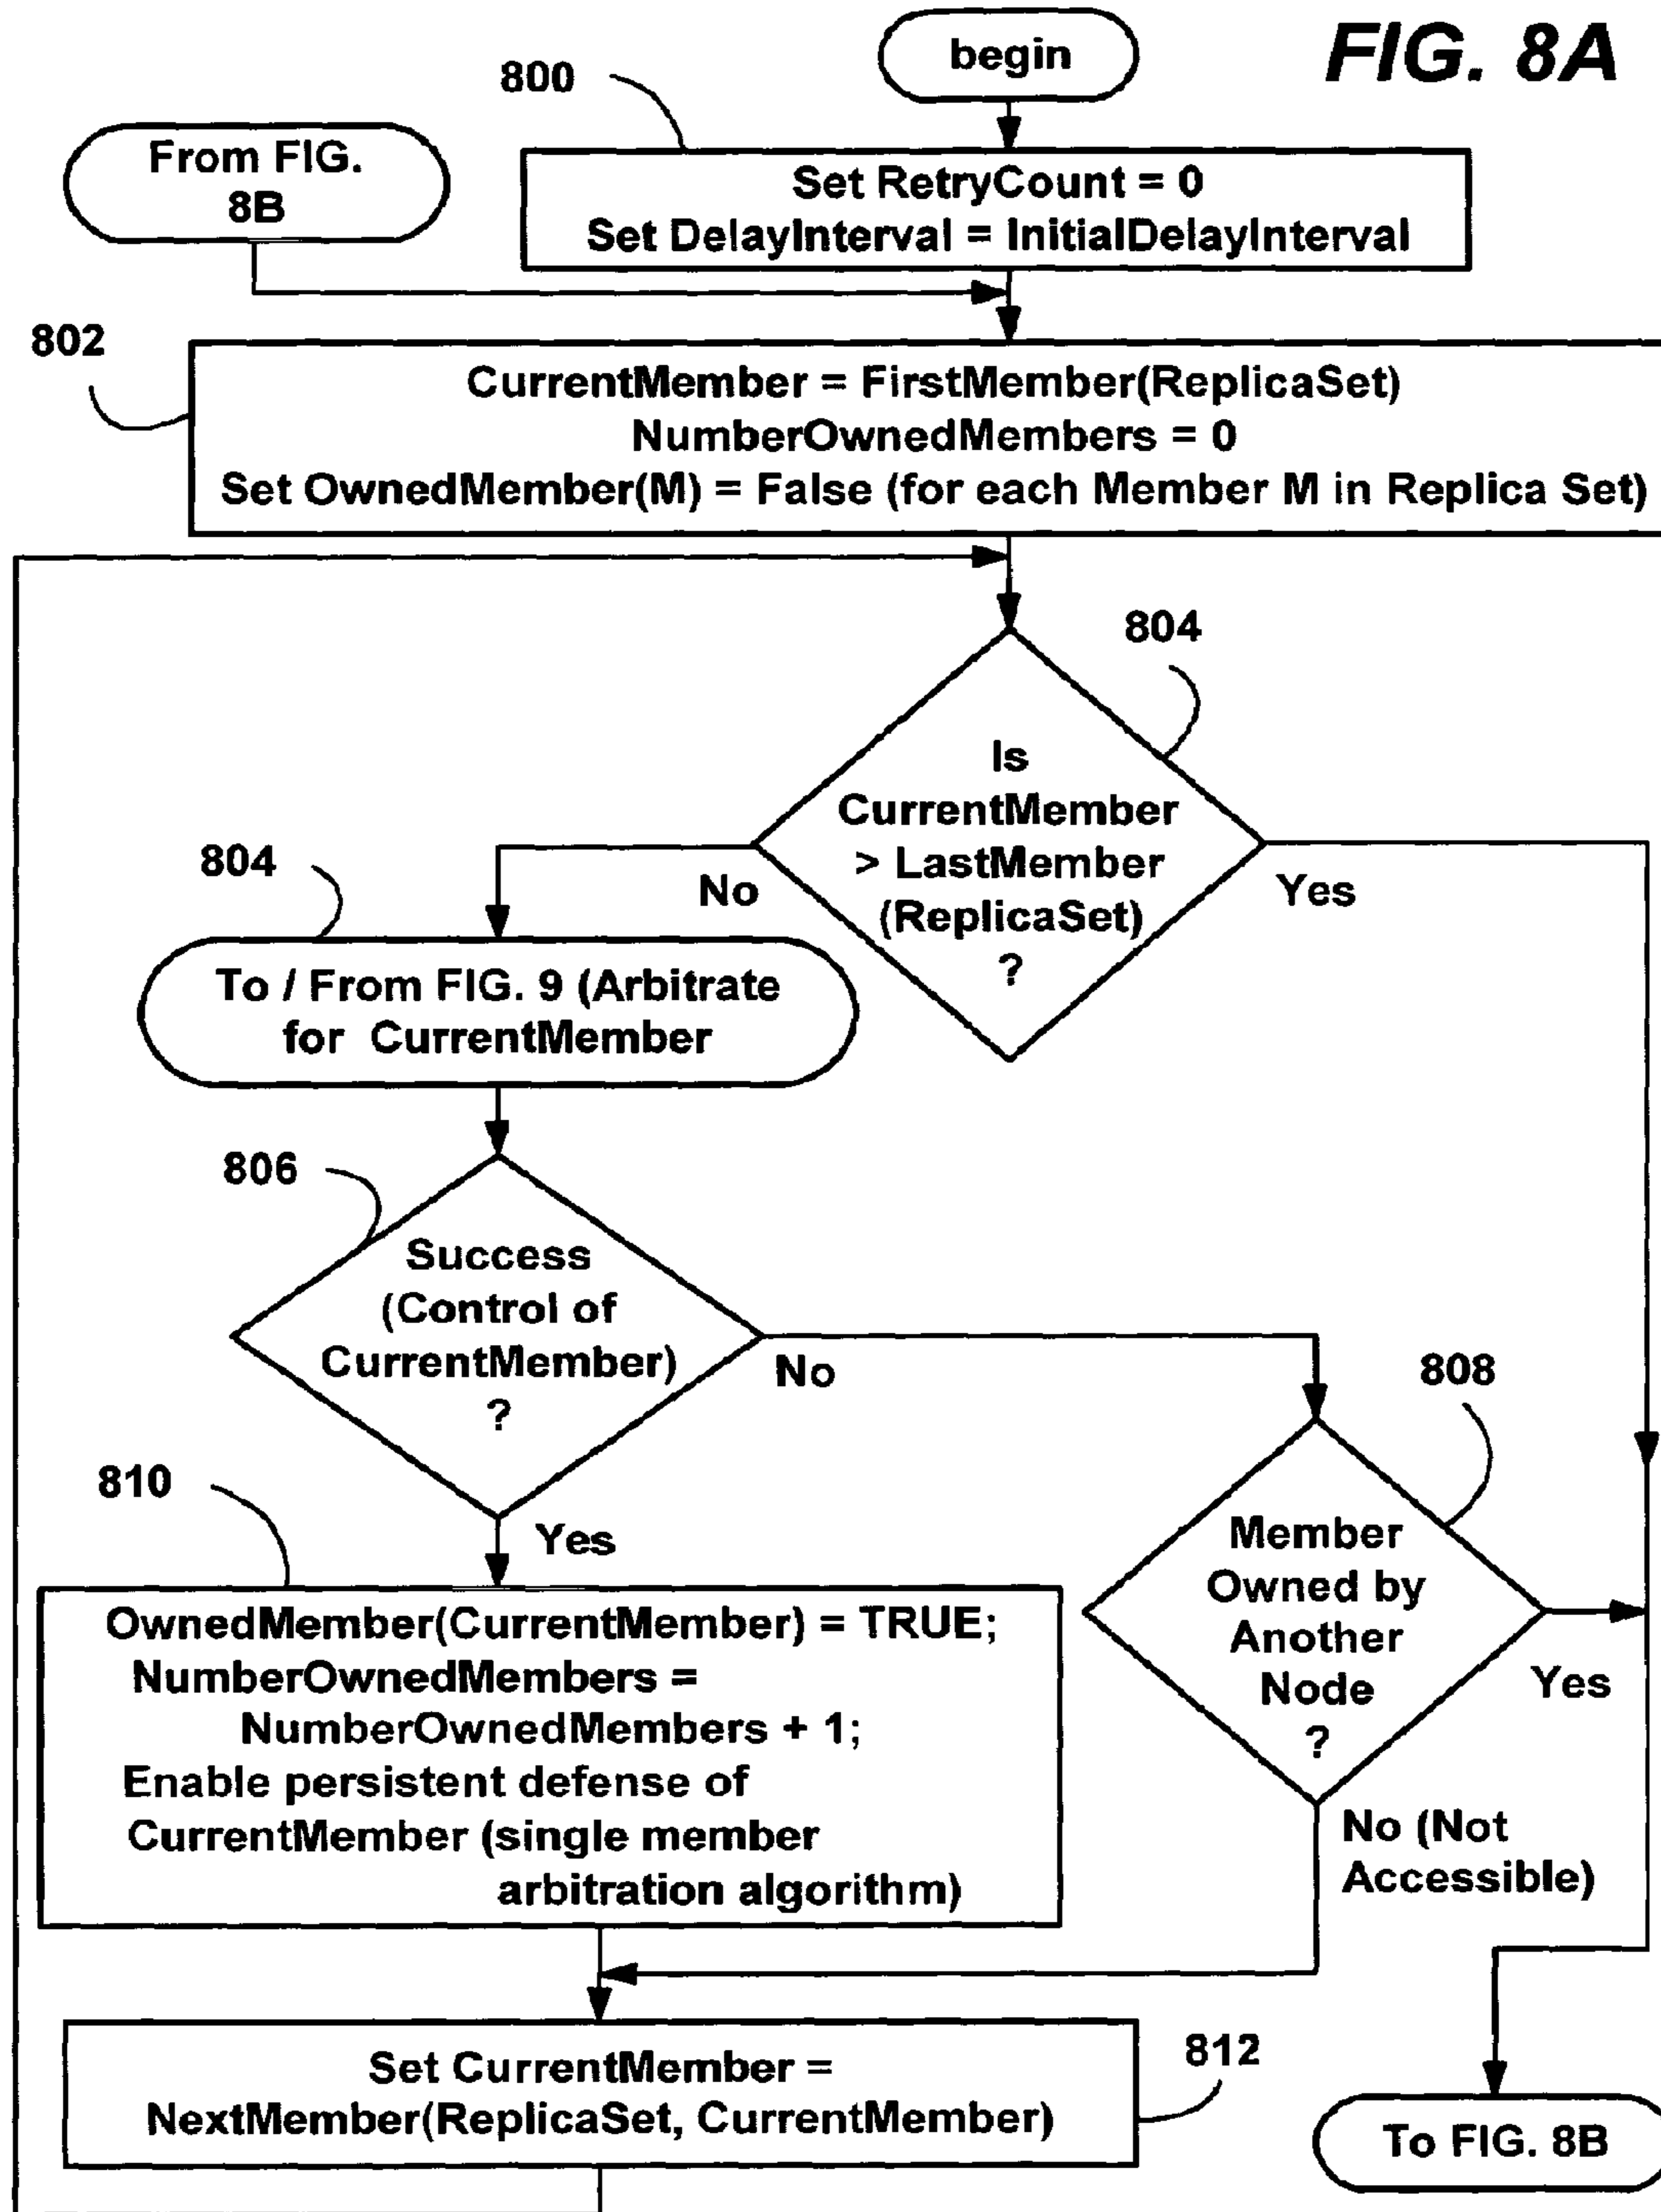 FIG. 8A
begin
800
From FIG.
8B
Set RetryCount = 0
Set DelayInterval = InitialDelayInterval
802
CurrentMember = FirstMember(ReplicaSet)
NumberOwnedMembers = 0
Set OwnedMember(M) = False (for each Member M in Replica Set)
804
Is
CurrentMember
> LastMember
(ReplicaSet)
?
No
Yes
804
To / From FIG. 9 (Arbitrate
for CurrentMember
806
Success
(Control of
CurrentMember)
?
No
Yes
808
Member
Owned by
Another
Node
?
Yes
No (Not
Accessible)
810
OwnedMember(CurrentMember) = TRUE;
NumberOwnedMembers =
NumberOwnedMembers + 1;
Enable persistent defense of
CurrentMember (single member
arbitration algorithm)
812
Set CurrentMember =
NextMember(ReplicaSet, CurrentMember)
To FIG. 8B